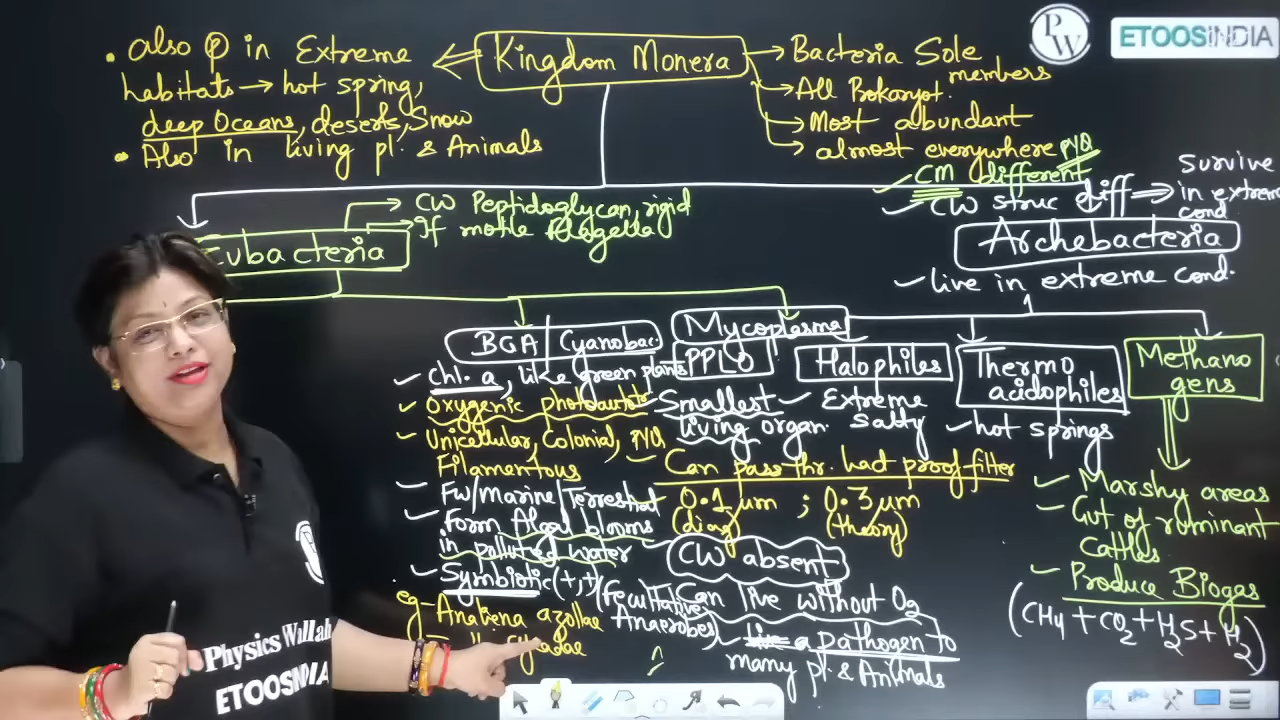 • also (p) in Extreme
habitats → hot spring,
deep Oceans, deserts, Snow
• Also in living pl. & Animals
Kingdom Monera
→ Bacteria Sole
members
→ All Prokaryot.
→ Most abundant
→ almost everywhere
PYQ
✓ CM different
✓ CW struc diff →
Survive
in extreme
cond
→ CW Peptidoglycan, rigid
→ If motile flagella
Eubacteria
Archebacteria
✓ live in extreme cond.
BGA/Cyanobac
✓ Chl. a, like green plants
✓ Oxygenic photoautr
✓ Unicellular, Colonial, PYQ
Filamentous
✓ Fw/Marine/Terrestrial
✓ Form Algal blooms
in polluted water
✓ Symbiotic (+,+)
eg - Anabena azollae
Mycoplasma
PPLO
Smallest
living organ.
✓ Can pass thr. bad proof filter
0.1 µm ; 0.3 µm
(diag) (theory)
CW absent
Can live without O2
(Facultative
Anaerobes)
✓ live a pathogen to
many pl. & Animals
Halophiles
✓ Extreme
Salty
Thermo
acidophiles
✓ hot springs
Methano
gens
✓ Marshy areas
✓ Gut of ruminant
Cattles
✓ Produce Biogas
(CH4 + CO2 + H2S + H2)
PW
ETOOSINDIA
Physics Wallah
ETOOSINDIA